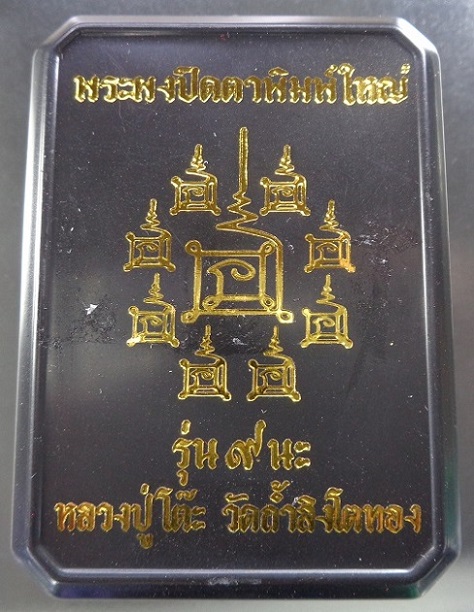 พระผงปิดตาพิมพ์ใหญ่
รุ่น ๙ นะ
หลวงปู่โต๊ะ วัดถ้ำสิงโตทอง